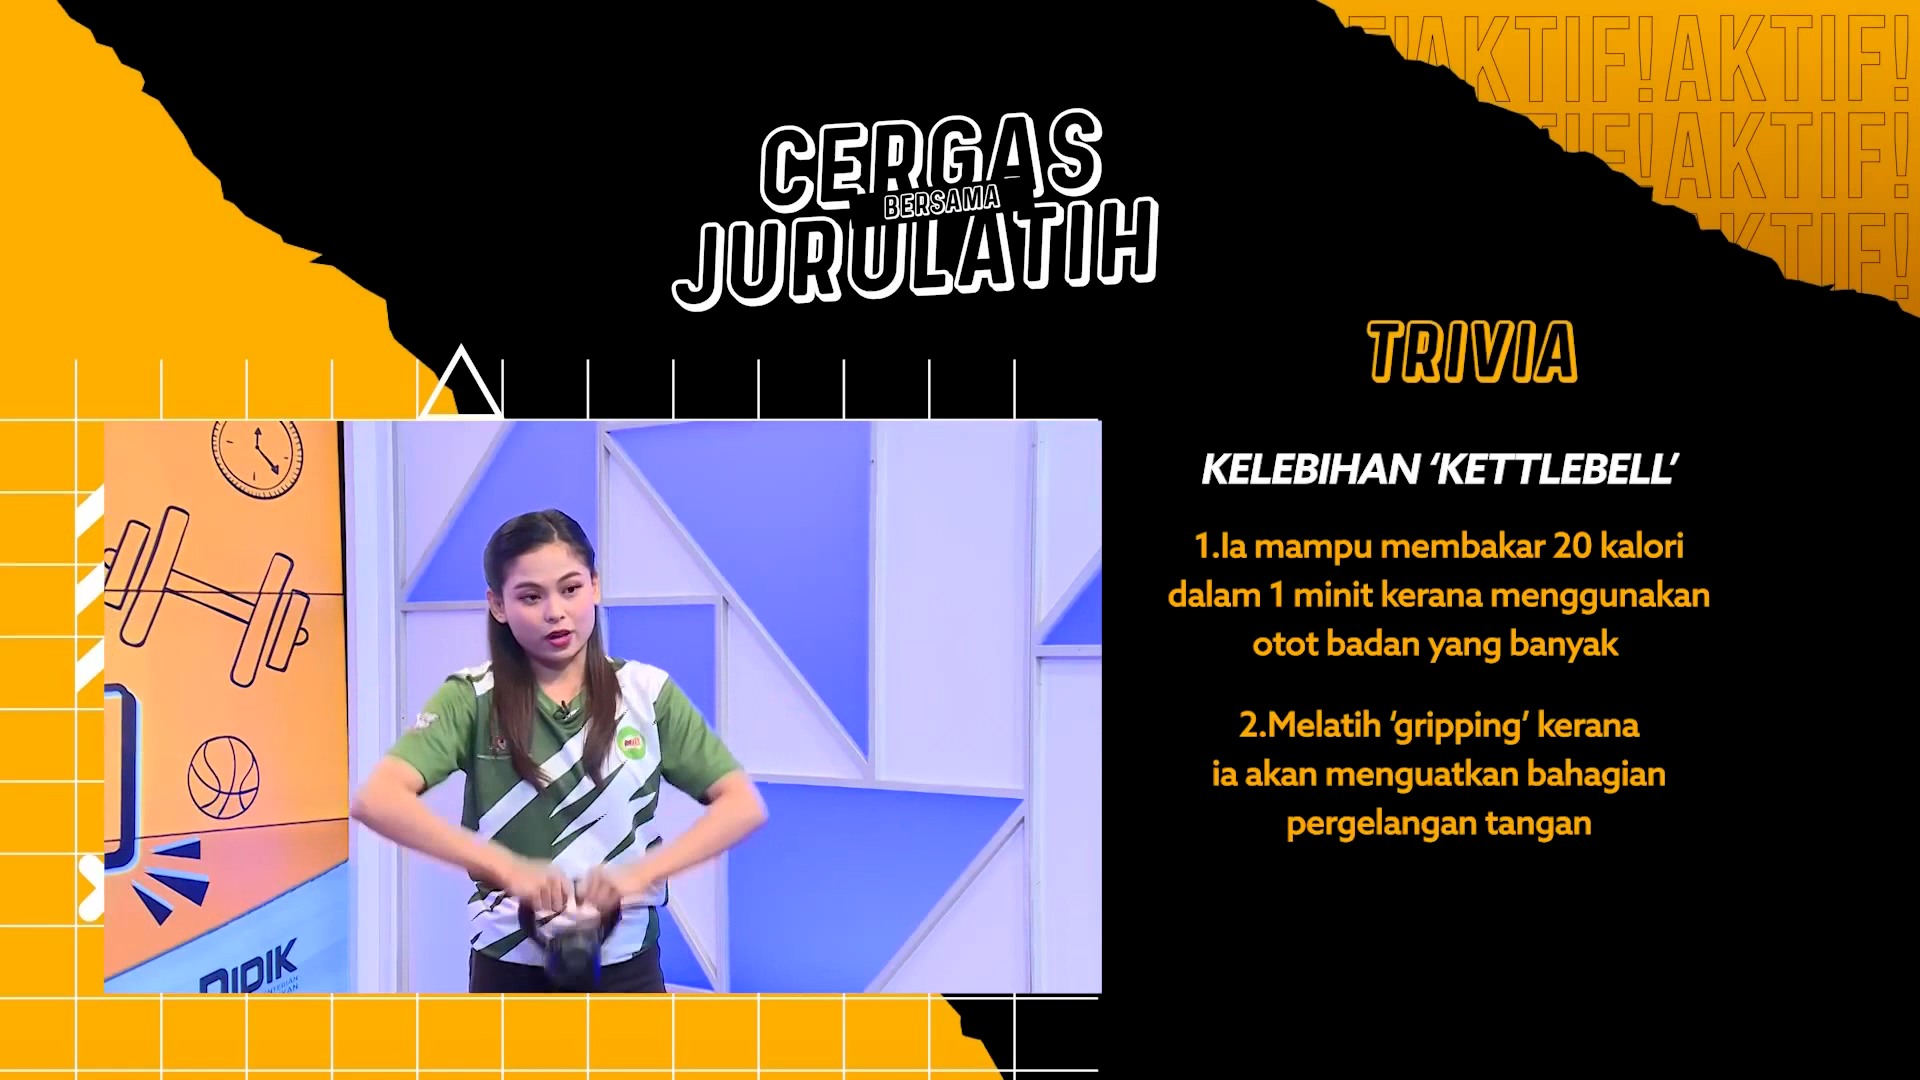 AKTIF!AKTIF!
AKTIF!
CERGAS
BERSAMA
JURULATIH
TRIVIA
KELEBIHAN ‘KETTLEBELL’
1.Ia mampu membakar 20 kalori
dalam 1 minit kerana menggunakan
otot badan yang banyak
2.Melatih ‘gripping’ kerana
ia akan menguatkan bahagian
pergelangan tangan
DIDIK